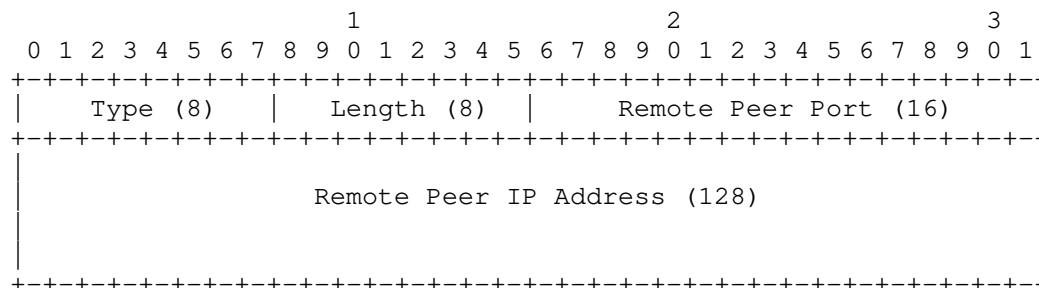 1                   2                   3
 0 1 2 3 4 5 6 7 8 9 0 1 2 3 4 5 6 7 8 9 0 1 2 3 4 5 6 7 8 9 0 1
+-+-+-+-+-+-+-+-+-+-+-+-+-+-+-+-+-+-+-+-+-+-+-+-+-+-+-+-+-+-+-+-
|    Type (8)   |   Length (8)  |     Remote Peer Port (16)
+-+-+-+-+-+-+-+-+-+-+-+-+-+-+-+-+-+-+-+-+-+-+-+-+-+-+-+-+-+-+-+-
|
|                  Remote Peer IP Address (128)
|
|
+-+-+-+-+-+-+-+-+-+-+-+-+-+-+-+-+-+-+-+-+-+-+-+-+-+-+-+-+-+-+-+-